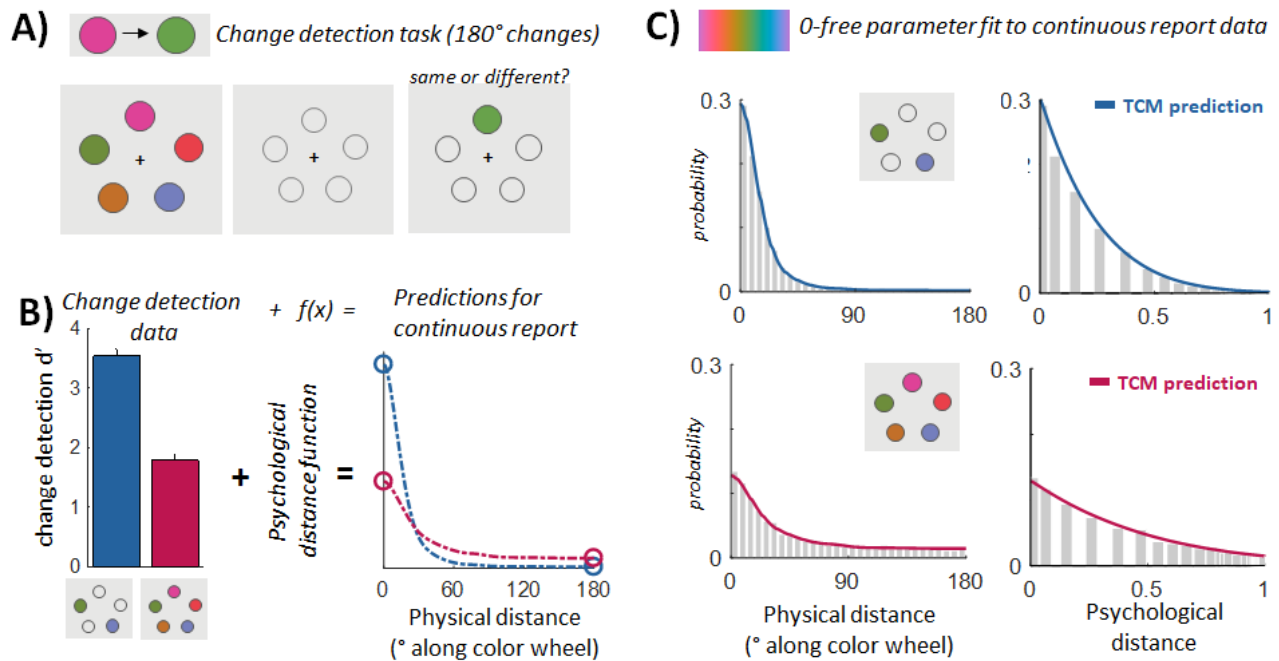 A)
Change detection task (180° changes)
same or different?
+
+
+
B)
Change detection
data
+ f(x) =
Predictions for
continuous report
change detection d'
4
3
2
1
0
+
Psychological
distance function
=
0
60
120
180
Physical distance
(° along color wheel)
C)
0-free parameter fit to continuous report data
probability
0.3
0
0
90
180
0.3
0
0
0.5
1
TCM prediction
probability
0.3
0
0
90
180
Physical distance
(° along color wheel)
0.3
0
0
0.5
1
TCM prediction
Psychological
distance